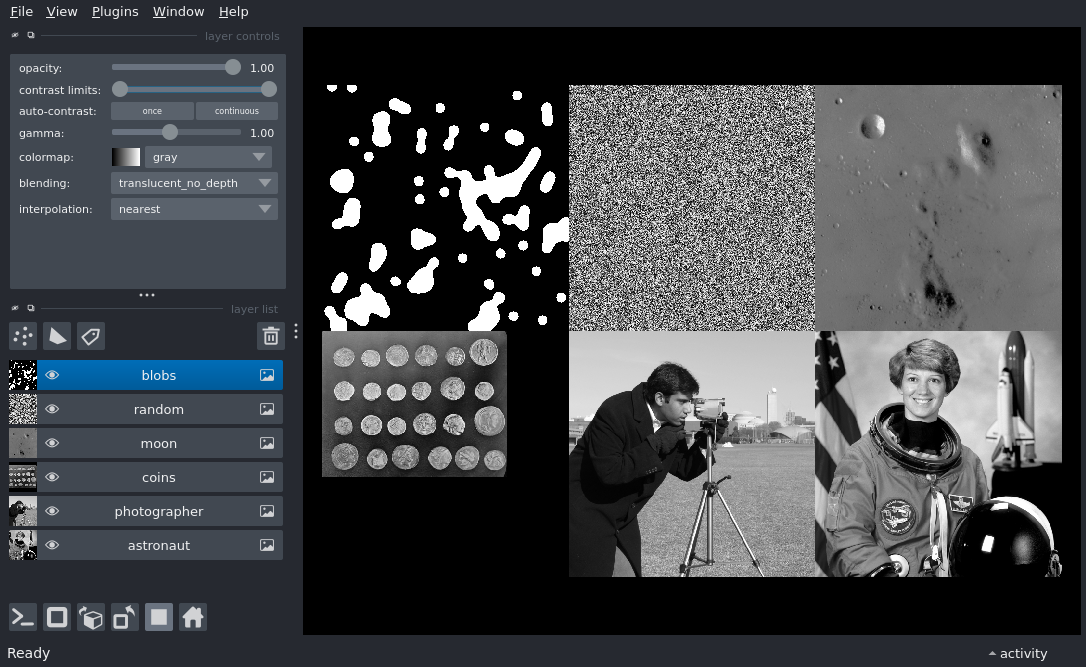 File View Plugins Window Help
layer controls
opacity: 1.00
contrast limits:
auto-contrast: once continuous
gamma: 1.00
colormap: gray
blending: translucent_no_depth
interpolation: nearest
layer list
blobs
random
moon
coins
photographer
astronaut
Ready
activity